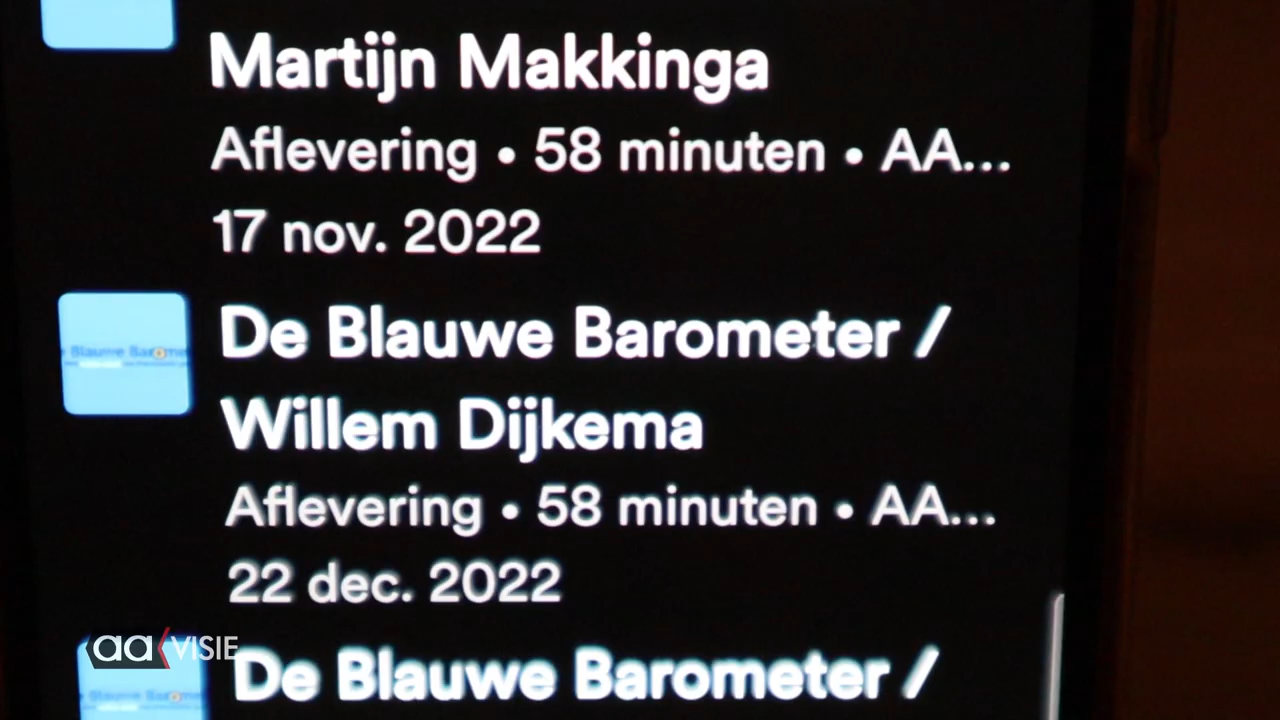 Martijn Makkinga
Aflevering • 58 minuten • AA...
17 nov. 2022
De Blauwe Barometer /
Willem Dijkema
Aflevering • 58 minuten • AA...
22 dec. 2022
De Blauwe Barometer /
aa VISIE